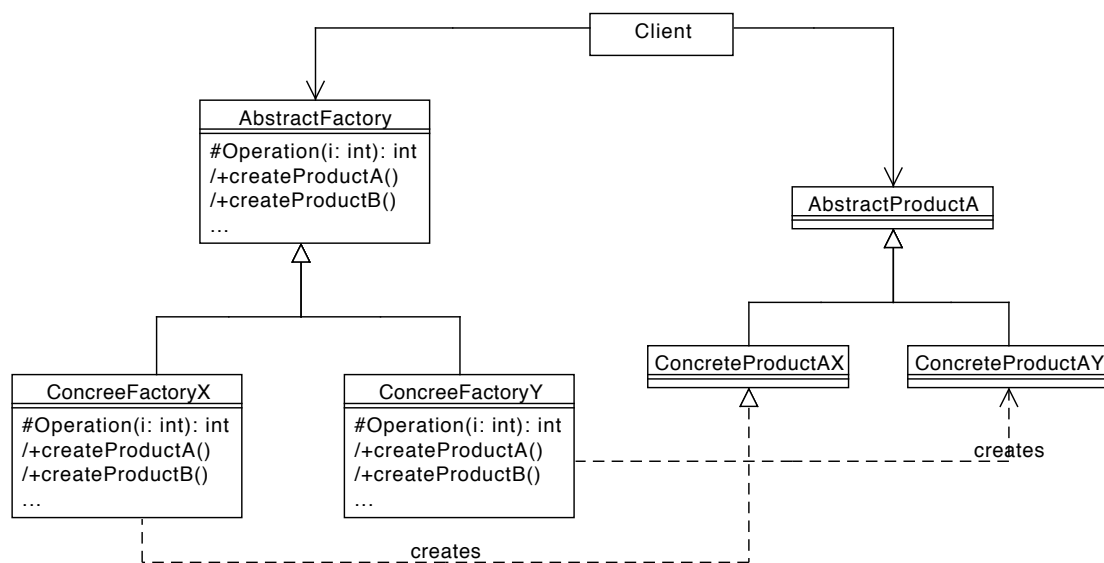 Client
AbstractFactory
#Operation(i: int): int
/+createProductA()
/+createProductB()
...
AbstractProductA
ConcreteProductAX
ConcreteProductAY
ConcreeFactoryX
#Operation(i: int): int
/+createProductA()
/+createProductB()
...
ConcreeFactoryY
#Operation(i: int): int
/+createProductA()
/+createProductB()
...
creates
creates